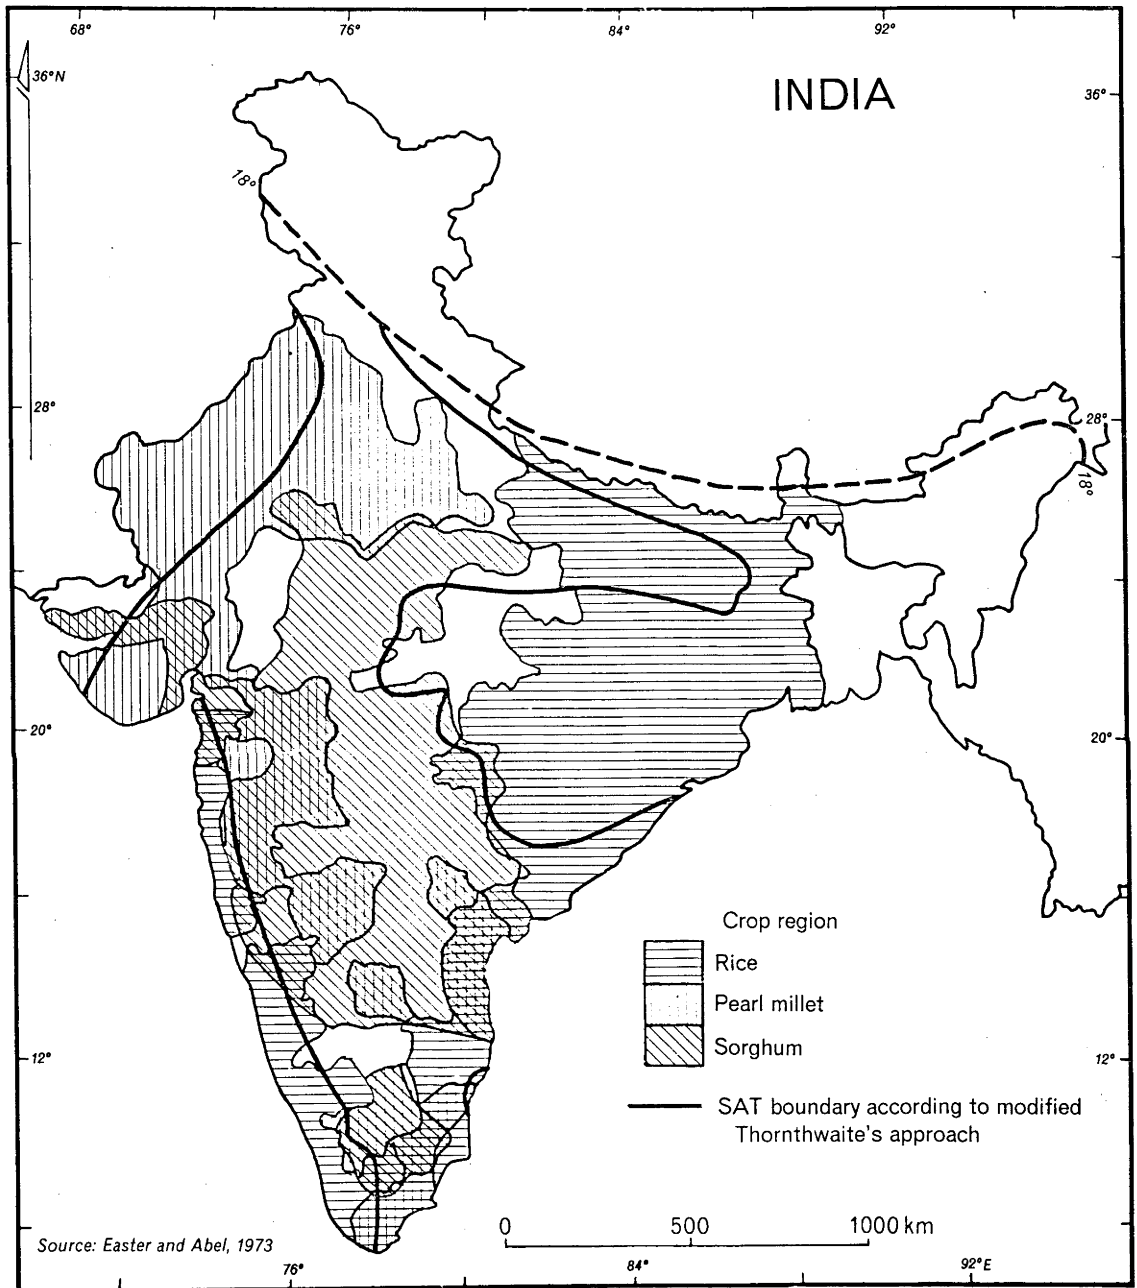 68° 76° 84° 92°
36°N 36°
INDIA
18°
28° 28°
18°
20° 20°
Crop region
Rice
Pearl millet
Sorghum
12° 12°
SAT boundary according to modified
Thornthwaite's approach
0 500 1000 km
Source: Easter and Abel, 1973
76° 84° 92°E